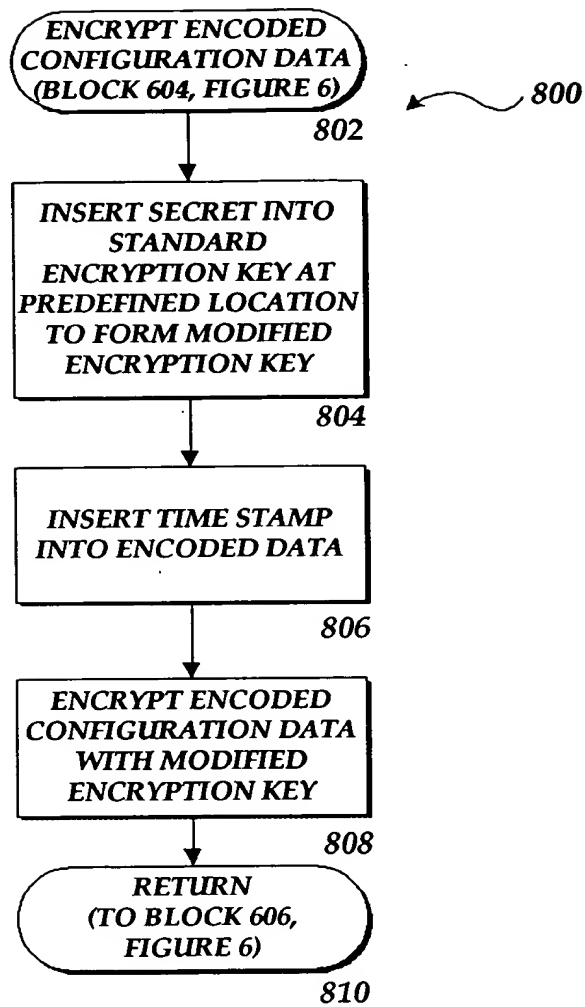 ENCRYPT ENCODED
CONFIGURATION DATA
(BLOCK 604, FIGURE 6)
802
800
INSERT SECRET INTO
STANDARD
ENCRYPTION KEY AT
PREDEFINED LOCATION
TO FORM MODIFIED
ENCRYPTION KEY
804
INSERT TIME STAMP
INTO ENCODED DATA
806
ENCRYPT ENCODED
CONFIGURATION DATA
WITH MODIFIED
ENCRYPTION KEY
808
RETURN
(TO BLOCK 606,
FIGURE 6)
810